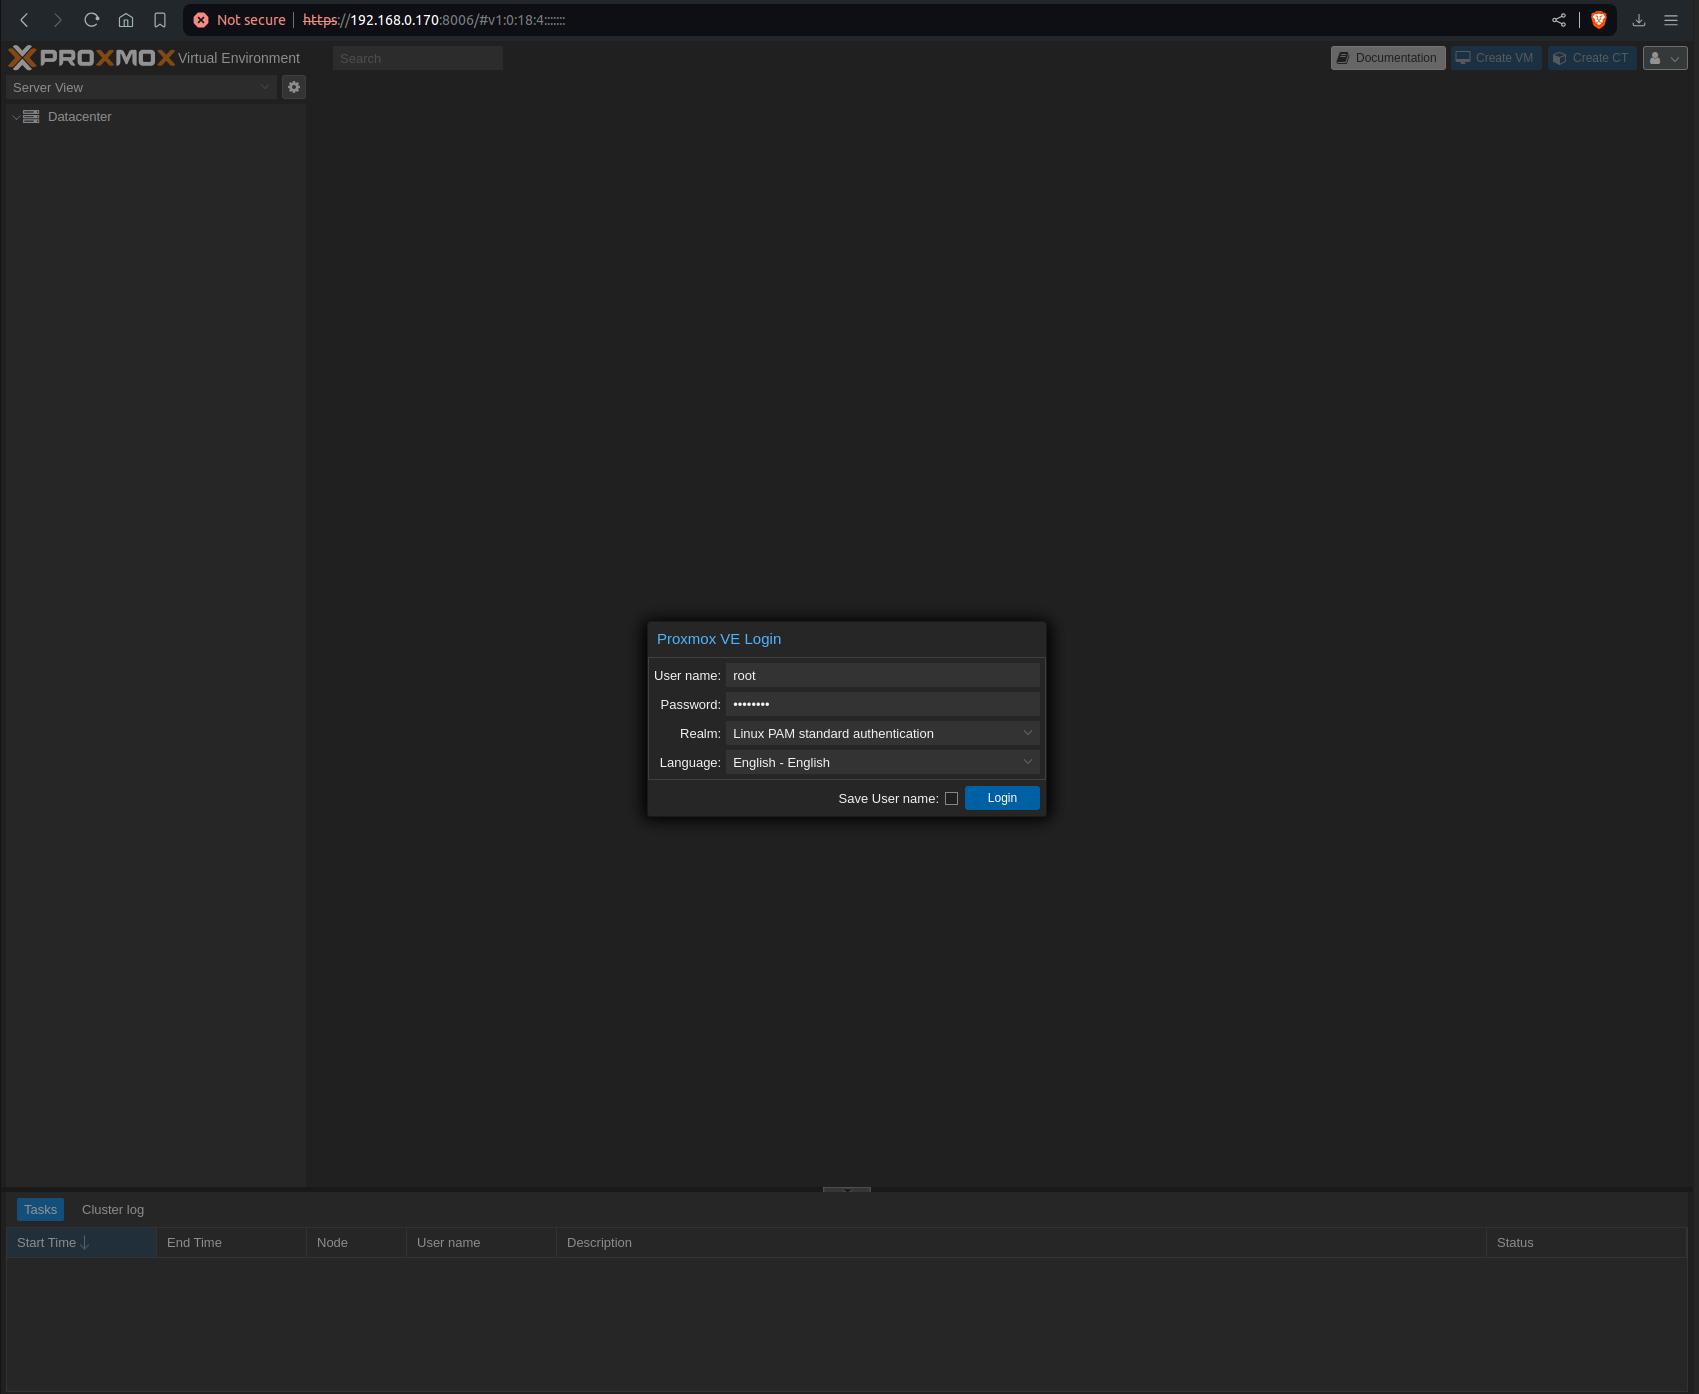 Not secure https://192.168.0.170:8006/#v1:0:18:4:::::::
PROXMOX Virtual Environment Search Documentation Create VM Create CT
Server View
Datacenter
Proxmox VE Login
User name: root
Password: ••••••••
Realm: Linux PAM standard authentication
Language: English - English
Save User name: Login
Tasks Cluster log
Start Time End Time Node User name Description Status